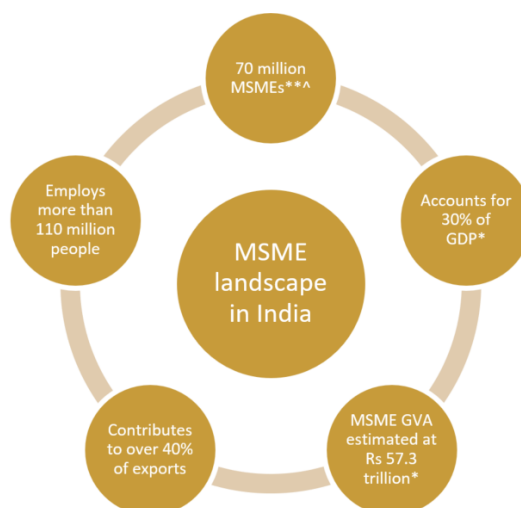 70 million
MSMEs**^
Accounts for
30% of
GDP*
MSME GVA
estimated at
Rs 57.3
trillion*
Contributes
to over 40%
of exports
Employs
more than
110 million
people
MSME
landscape
in India